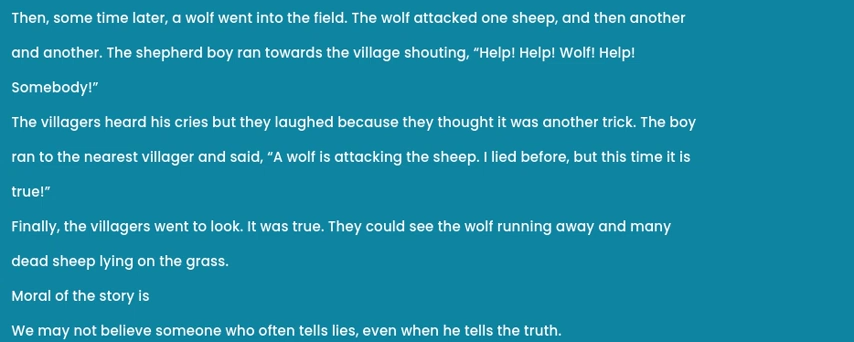 Then, some time later, a wolf went into the field. The wolf attacked one sheep, and then another
and another. The shepherd boy ran towards the village shouting, “Help! Help! Wolf! Help!
Somebody!”
The villagers heard his cries but they laughed because they thought it was another trick. The boy
ran to the nearest villager and said, “A wolf is attacking the sheep. I lied before, but this time it is
true!”
Finally, the villagers went to look. It was true. They could see the wolf running away and many
dead sheep lying on the grass.
Moral of the story is
We may not believe someone who often tells lies, even when he tells the truth.